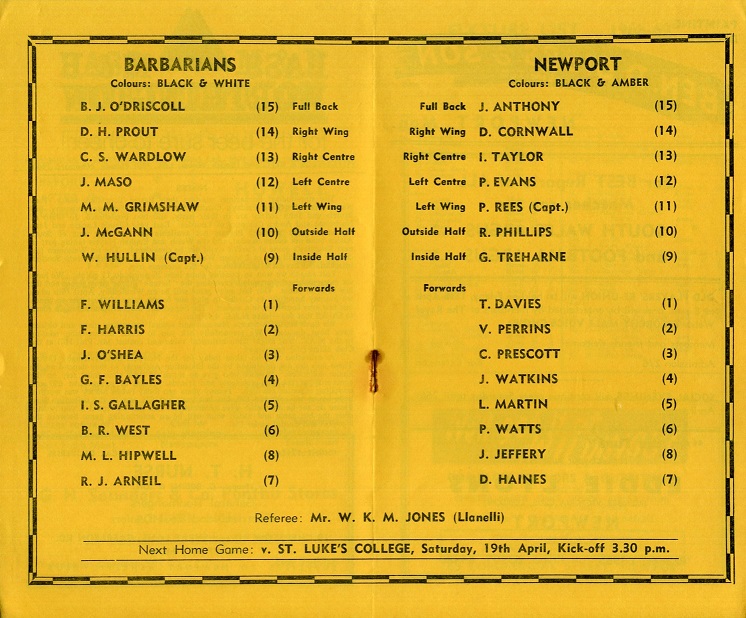 BARBARIANS
Colours: BLACK & WHITE
B. J. O'DRISCOLL (15) Full Back
D. H. PROUT (14) Right Wing
C. S. WARDLOW (13) Right Centre
J. MASO (12) Left Centre
M. M. GRIMSHAW (11) Left Wing
J. McGANN (10) Outside Half
W. HULLIN (Capt.) (9) Inside Half
Forwards
F. WILLIAMS (1)
F. HARRIS (2)
J. O'SHEA (3)
G. F. BAYLES (4)
I. S. GALLAGHER (5)
B. R. WEST (6)
M. L. HIPWELL (8)
R. J. ARNEIL (7)
NEWPORT
Colours: BLACK & AMBER
Full Back J. ANTHONY (15)
Right Wing D. CORNWALL (14)
Right Centre I. TAYLOR (13)
Left Centre P. EVANS (12)
Left Wing P. REES (Capt.) (11)
Outside Half R. PHILLIPS (10)
Inside Half G. TREHARNE (9)
Forwards
T. DAVIES (1)
V. PERRINS (2)
C. PRESCOTT (3)
J. WATKINS (4)
L. MARTIN (5)
P. WATTS (6)
J. JEFFERY (8)
D. HAINES (7)
Referee: Mr. W. K. M. JONES (Llanelli)
Next Home Game: v. ST. LUKE'S COLLEGE, Saturday, 19th April, Kick-off 3.30 p.m.